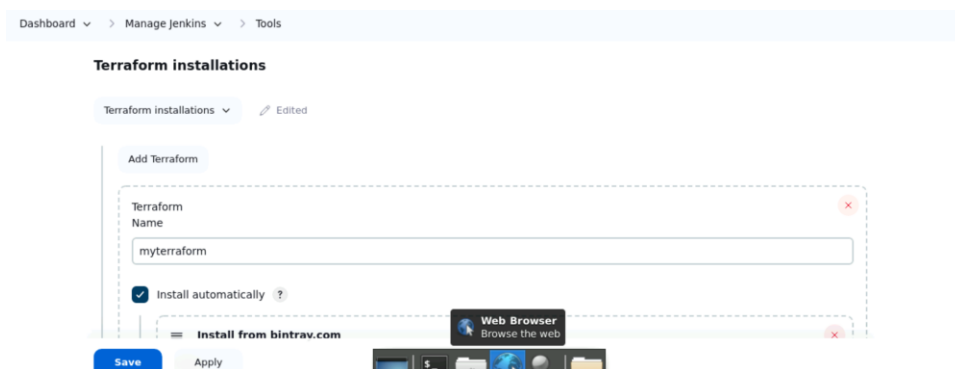 Dashboard > Manage Jenkins > Tools
Terraform installations
Terraform installations Edited
Add Terraform
Terraform
Name
myterraform
Install automatically ?
Install from bintray.com
Web Browser
Browse the web
Save Apply
$